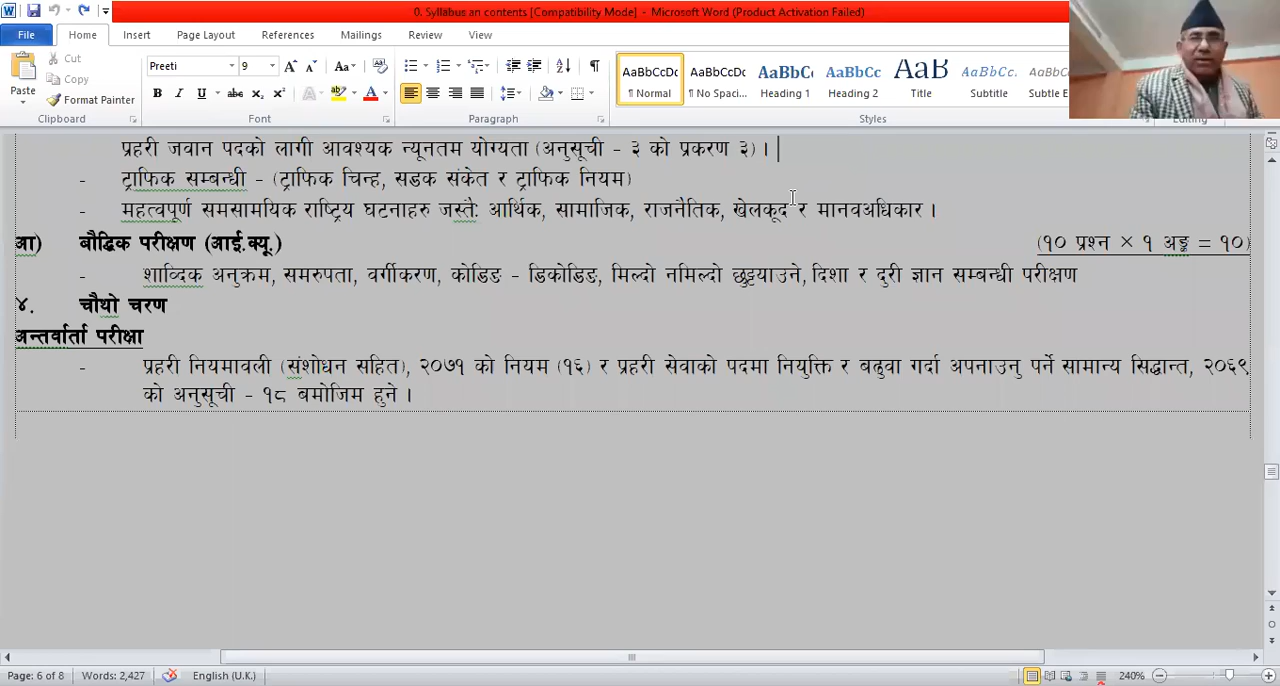 0. Syllabus an contents [Compatibility Mode] - Microsoft Word (Product Activation Failed)
File Home Insert Page Layout References Mailings Review View
Cut
Copy
Format Painter
Paste
Preeti 9
AaBbCcDc AaBbCcDc AaBbC AaBbCc AaB AaBbCc. AaBbCc
¶ Normal ¶ No Spaci... Heading 1 Heading 2 Title Subtitle Subtle E
Clipboard Font Paragraph Styles Editing
प्रहरी जवान पदको लागी आवश्यक न्यूनतम योग्यता (अनुसूची - ३ को प्रकरण ३) ।
- ट्राफिक सम्बन्धी - (ट्राफिक चिन्ह, सडक संकेत र ट्राफिक नियम)
- महत्वपूर्ण समसामयिक राष्ट्रिय घटनाहरु जस्तै: आर्थिक, सामाजिक, राजनैतिक, खेलकूद र मानवअधिकार ।
आ) बौद्धिक परीक्षण (आई.क्यू.) (१० प्रश्न × १ अङ्क = १०)
- शाब्दिक अनुक्रम, समरुपता, वर्गीकरण, कोडिङ - डिकोडिङ, मिल्दो नमिल्दो छुट्टयाउने, दिशा र दुरी ज्ञान सम्बन्धी परीक्षण
४. चौथो चरण
अन्तर्वार्ता परीक्षा
- प्रहरी नियमावली (संशोधन सहित), २०७१ को नियम (१६) र प्रहरी सेवाको पदमा नियुक्ति र बढुवा गर्दा अपनाउनु पर्ने सामान्य सिद्धान्त, २०६९
को अनुसूची - १८ बमोजिम हुने ।
Page: 6 of 8 Words: 2,427 English (U.K.) 240%